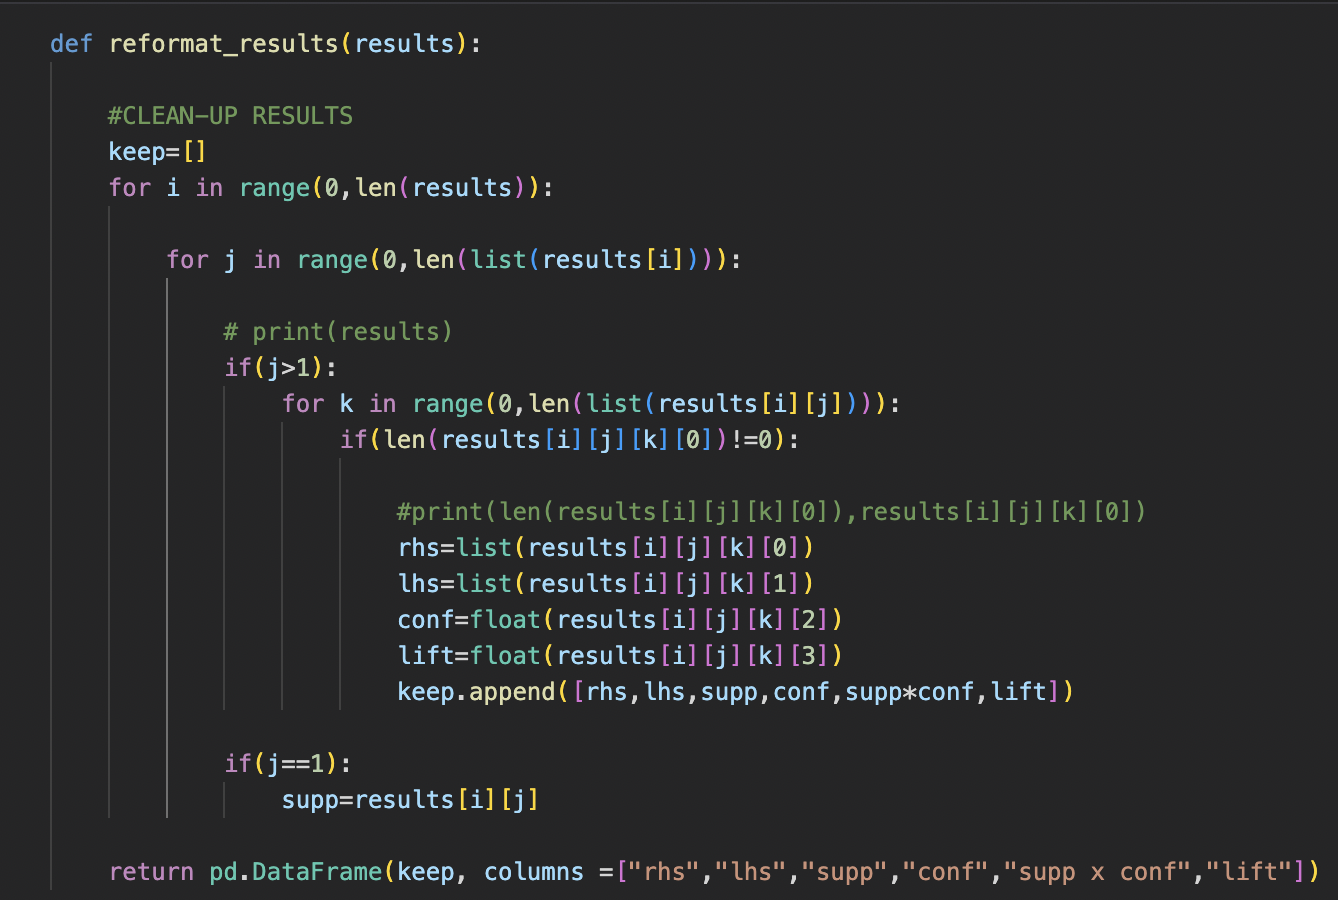 def reformat_results(results):
#CLEAN-UP RESULTS
keep=[]
for i in range(0,len(results)):
for j in range(0,len(list(results[i]))):
# print(results)
if(j>1):
for k in range(0,len(list(results[i][j]))):
if(len(results[i][j][k][0])!=0):
#print(len(results[i][j][k][0]),results[i][j][k][0])
rhs=list(results[i][j][k][0])
lhs=list(results[i][j][k][1])
conf=float(results[i][j][k][2])
lift=float(results[i][j][k][3])
keep.append([rhs,lhs,supp,conf,supp*conf,lift])
if(j==1):
supp=results[i][j]
return pd.DataFrame(keep, columns =["rhs","lhs","supp","conf","supp x conf","lift"])